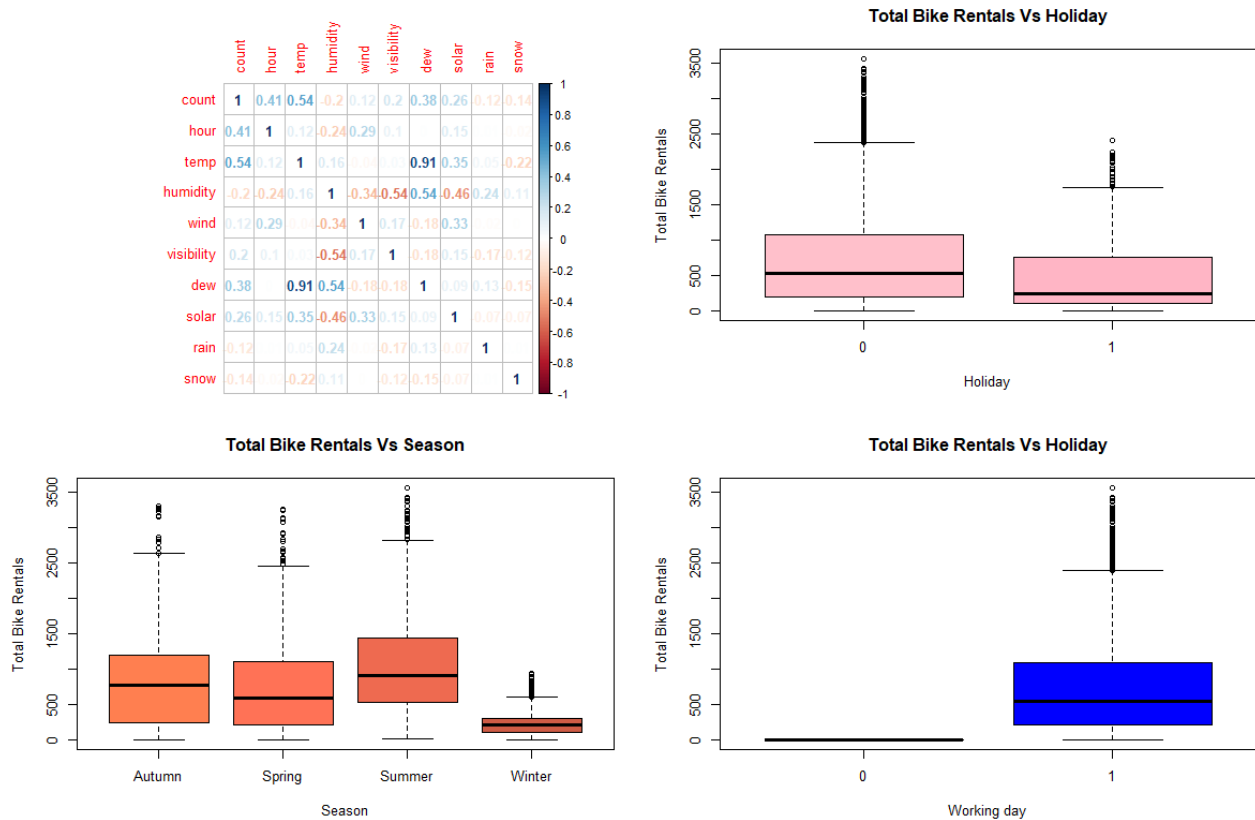 count hour temp humidity wind visibility dew solar rain snow
count 1 0.41 0.54 -0.2 0.12 0.2 0.38 0.26 -0.12 -0.14
hour 0.41 1 0.12 -0.24 0.29 0.1 0.15
temp 0.54 0.12 1 0.16 0.91 0.35 0.05 -0.22
humidity -0.2 -0.24 0.16 1 -0.34 -0.54 0.54 -0.46 0.24 0.11
wind 0.12 0.29 -0.34 1 0.17 -0.18 0.33
visibility 0.2 0.1 0.03 -0.54 0.17 1 -0.18 0.15 -0.17 -0.12
dew 0.38 0.91 0.54 -0.18 -0.18 1 0.09 0.13 -0.15
solar 0.26 0.15 0.35 -0.46 0.33 0.15 0.09 1 -0.07 -0.07
rain -0.12 0.05 0.24 -0.17 0.13 -0.07 1
snow -0.14 -0.22 0.11 -0.12 -0.15 -0.07 1
1
0.8
0.6
0.4
0.2
0
-0.2
-0.4
-0.6
-0.8
-1
Total Bike Rentals Vs Holiday
Total Bike Rentals
3500
2500
1500
500
0
0 1
Holiday
Total Bike Rentals Vs Season
Total Bike Rentals
3500
2500
1500
500
0
Autumn Spring Summer Winter
Season
Total Bike Rentals Vs Holiday
Total Bike Rentals
3500
2500
1500
500
0
0 1
Working day